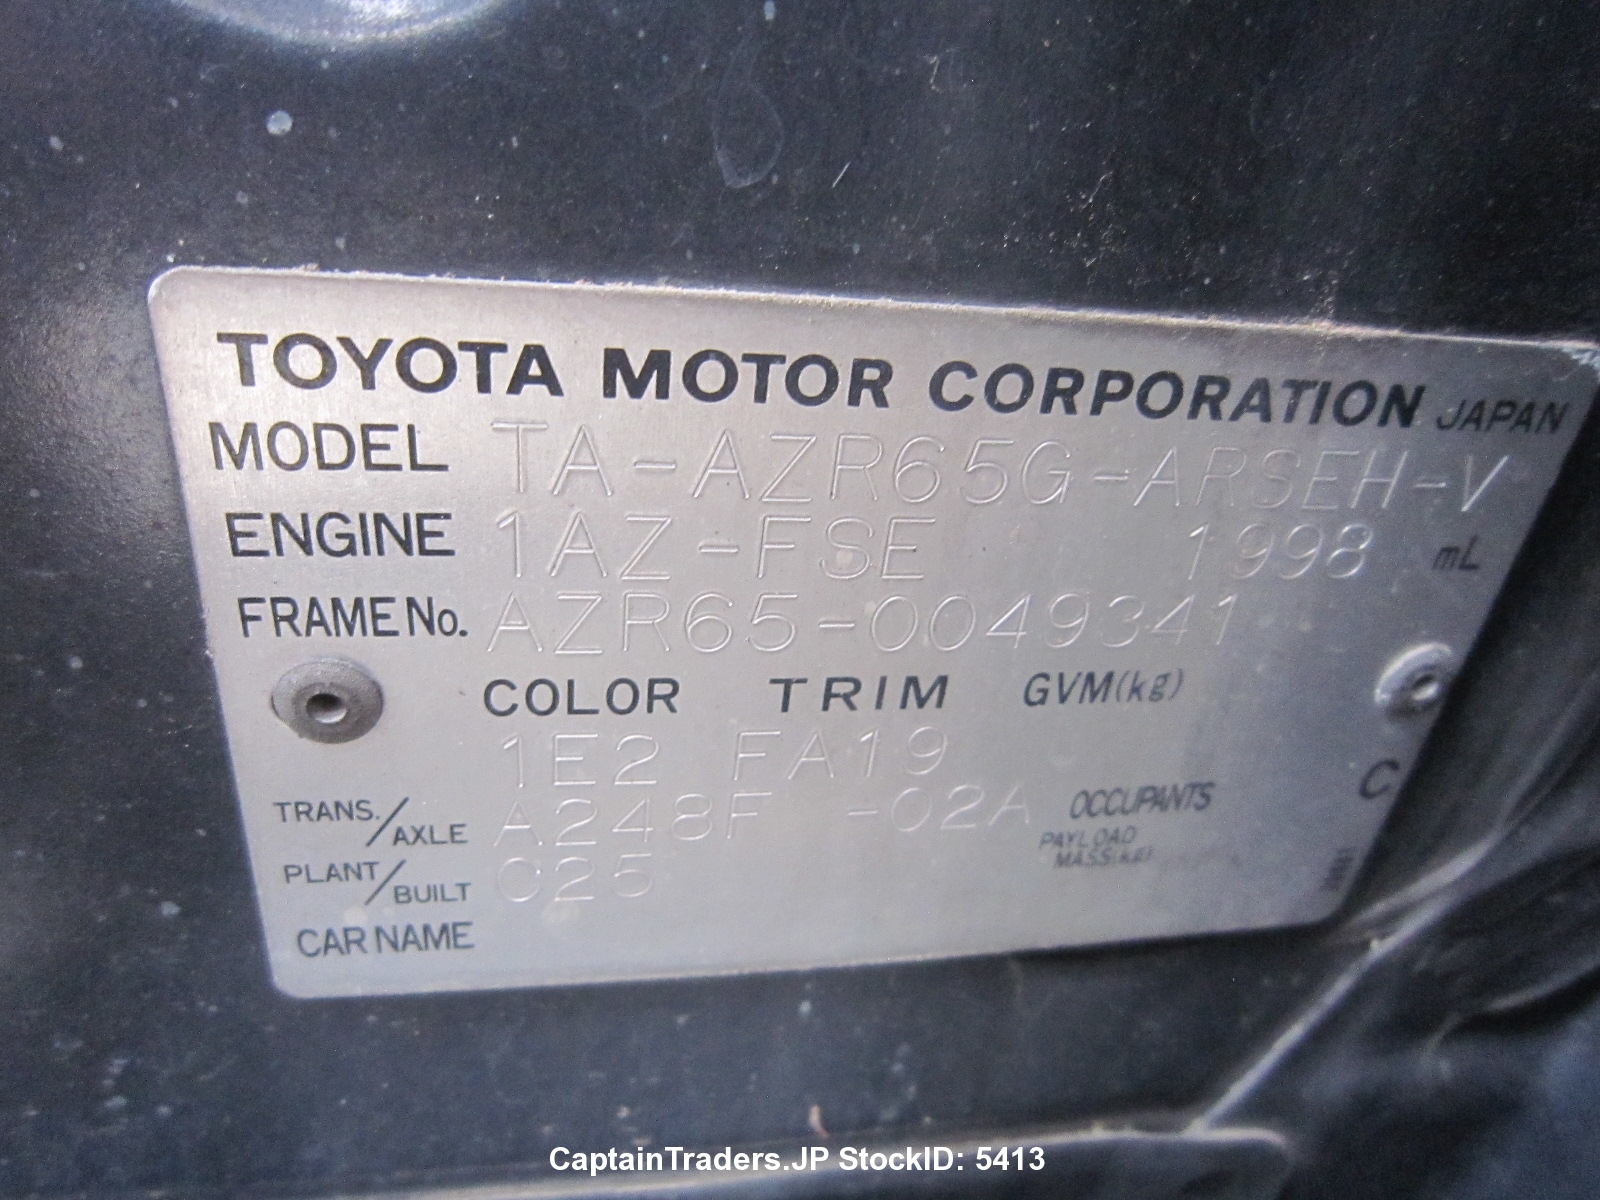 TOYOTA MOTOR CORPORATION JAPAN
MODEL TA-AZR65G-ARSEH-V
ENGINE 1AZ-FSE 1998 mL
FRAME No. AZR65-0049341
COLOR TRIM GVM(kg)
1E2 FA19
C
TRANS./AXLE A248F -02A OCCUPANTS
PAYLOAD
MASS(kg)
PLANT/BUILT C25
CAR NAME
CaptainTraders.JP StockID: 5413